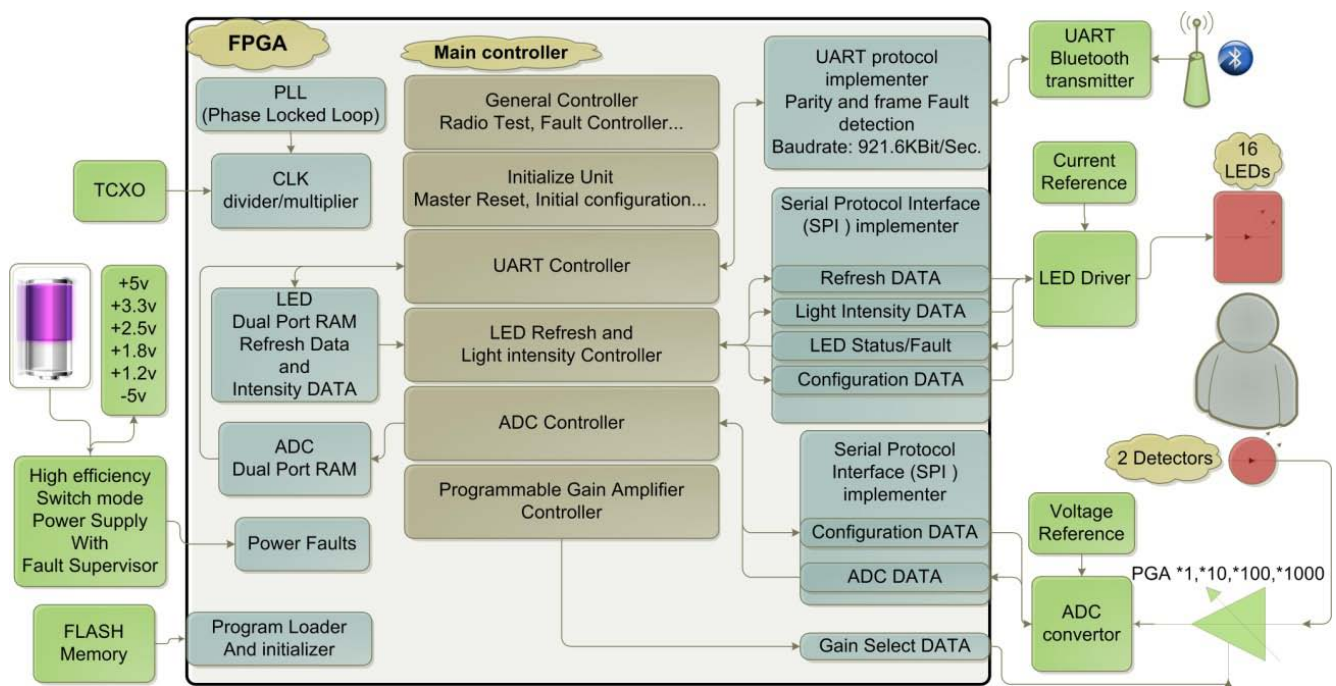 FPGA
Main controller
PLL
(Phase Locked Loop)
CLK
divider/multiplier
TCXO
General Controller
Radio Test, Fault Controller...
Initialize Unit
Master Reset, Initial configuration...
UART Controller
LED Refresh and
Light intensity Controller
ADC Controller
Programmable Gain Amplifier
Controller
LED
Dual Port RAM
Refresh Data
and
Intensity DATA
ADC
Dual Port RAM
Power Faults
Program Loader
And initializer
+5v
+3.3v
+2.5v
+1.8v
+1.2v
-5v
High efficiency
Switch mode
Power Supply
With
Fault Supervisor
FLASH
Memory
UART protocol
implementer
Parity and frame Fault
detection
Baudrate: 921.6KBit/Sec.
Serial Protocol Interface
(SPI ) implementer
Refresh DATA
Light Intensity DATA
LED Status/Fault
Configuration DATA
Serial Protocol
Interface (SPI )
implementer
Configuration DATA
ADC DATA
Gain Select DATA
UART
Bluetooth
transmitter
Current
Reference
LED Driver
16
LEDs
2 Detectors
Voltage
Reference
ADC
convertor
PGA *1,*10,*100,*1000